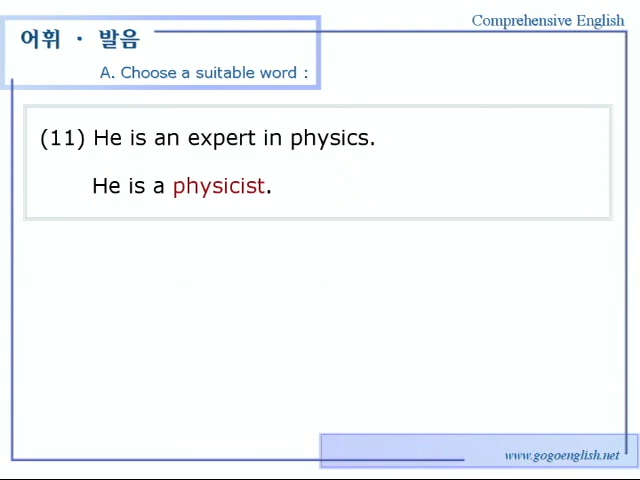 Comprehensive English
어휘 · 발음
A. Choose a suitable word :
(11) He is an expert in physics.
He is a physicist.
www.gogoenglish.net